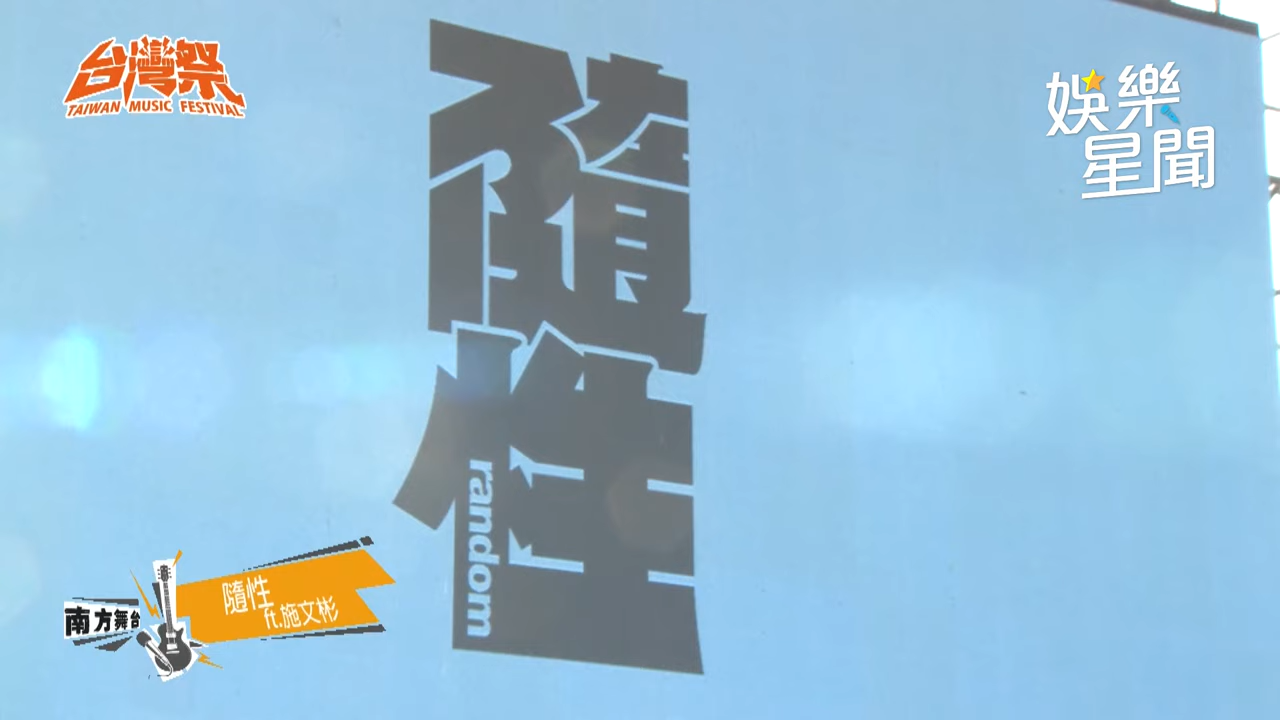 台灣祭
TAIWAN MUSIC FESTIVAL
娛樂
星聞
隨性
random
南方舞台
隨性
ft.施文彬